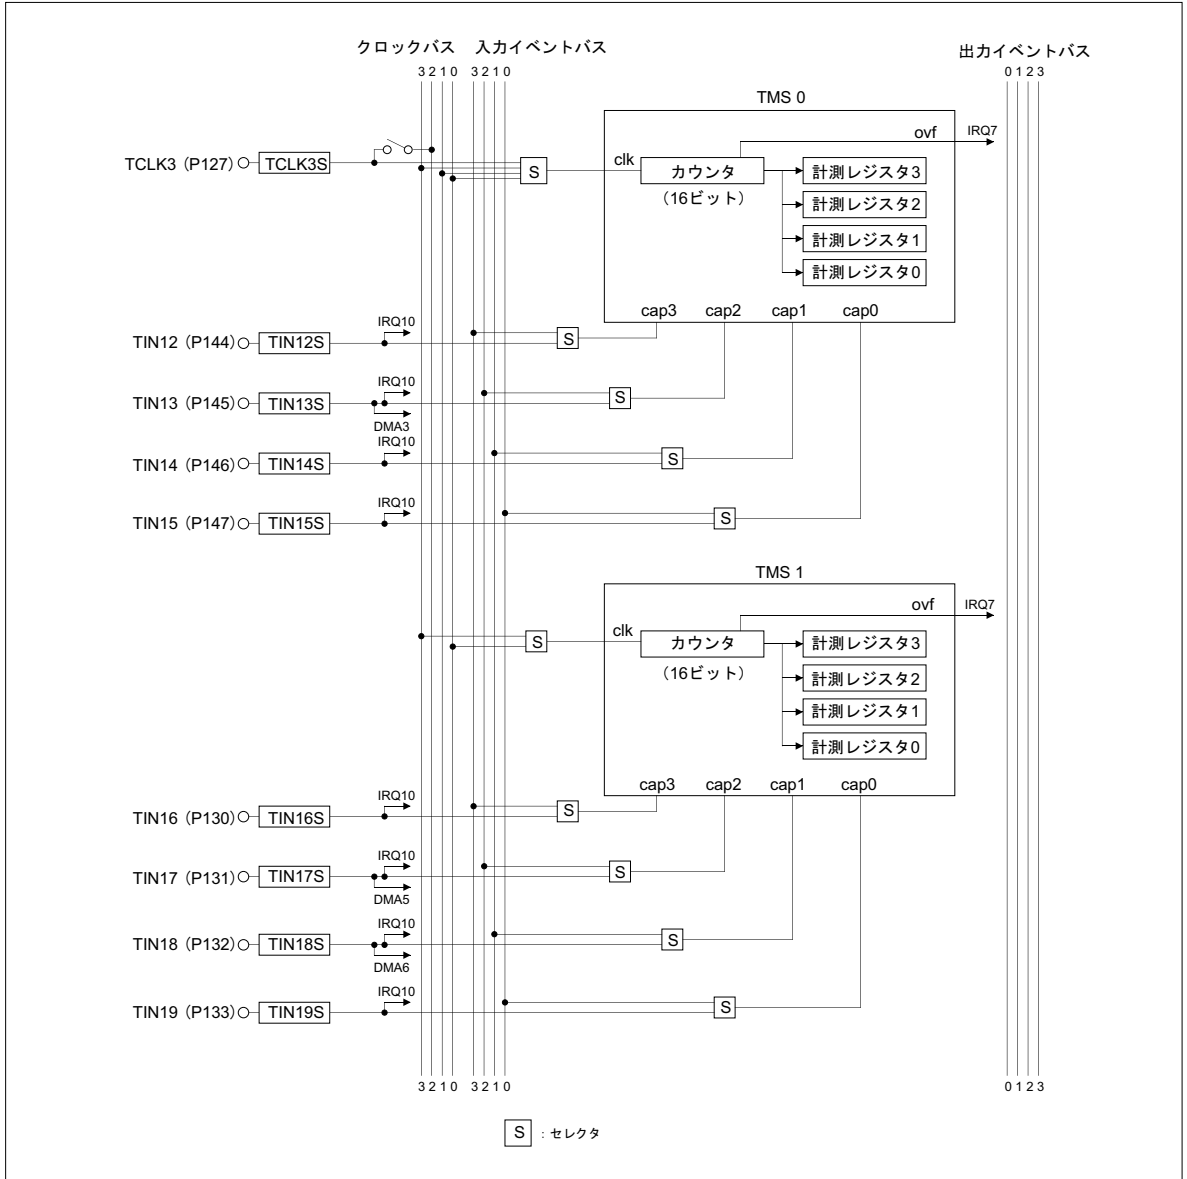 クロックバス 入力イベントバス 出力イベントバス
3 2 1 0 3 2 1 0 0 1 2 3
TMS 0
ovf IRQ7
TCLK3 (P127) TCLK3S S clk カウンタ 計測レジスタ3
(16ビット) 計測レジスタ2
計測レジスタ1
計測レジスタ0
cap3 cap2 cap1 cap0
IRQ10
TIN12 (P144) TIN12S S
IRQ10
TIN13 (P145) TIN13S S
DMA3
IRQ10
TIN14 (P146) TIN14S S
IRQ10
TIN15 (P147) TIN15S S
TMS 1
ovf IRQ7
S clk カウンタ 計測レジスタ3
(16ビット) 計測レジスタ2
計測レジスタ1
計測レジスタ0
cap3 cap2 cap1 cap0
IRQ10
TIN16 (P130) TIN16S S
IRQ10
TIN17 (P131) TIN17S S
DMA5
IRQ10
TIN18 (P132) TIN18S S
DMA6
IRQ10
TIN19 (P133) TIN19S S
3 2 1 0 3 2 1 0 0 1 2 3
S : セレクタ